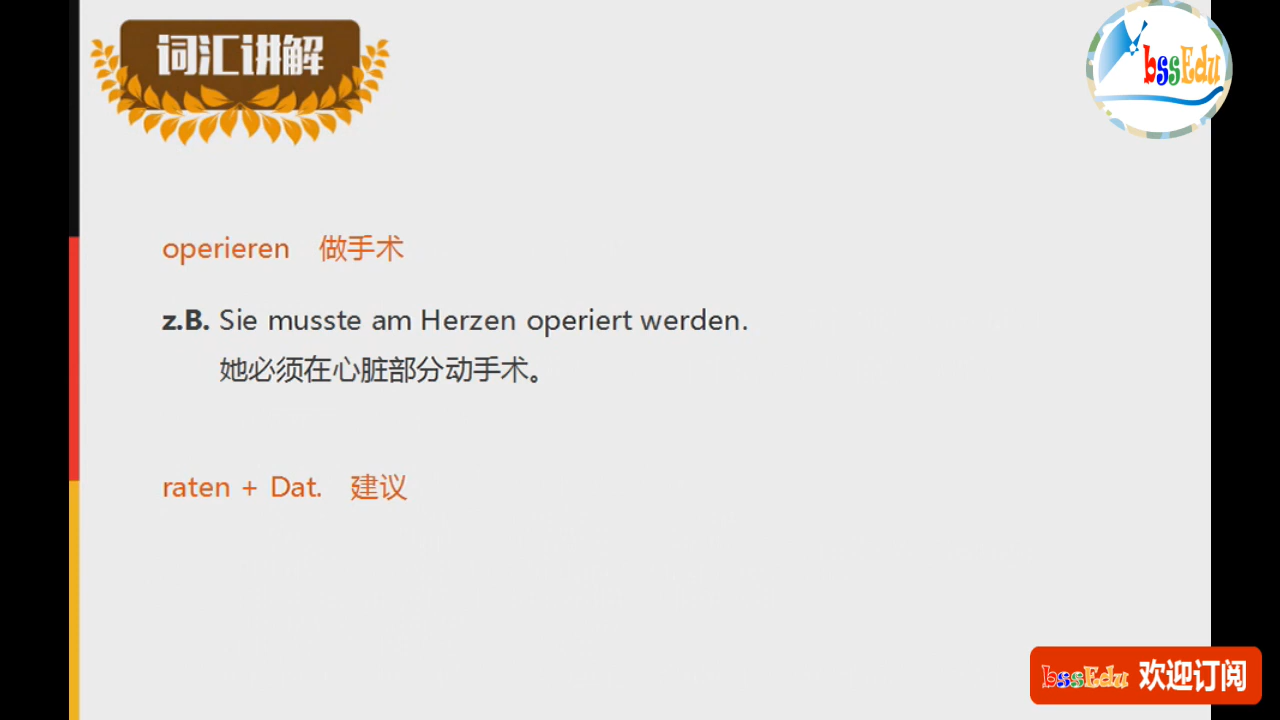 词汇讲解
bssEdu
operieren 做手术
z.B. Sie musste am Herzen operiert werden.
她必须在心脏部分动手术。
raten + Dat. 建议
bssEdu 欢迎订阅